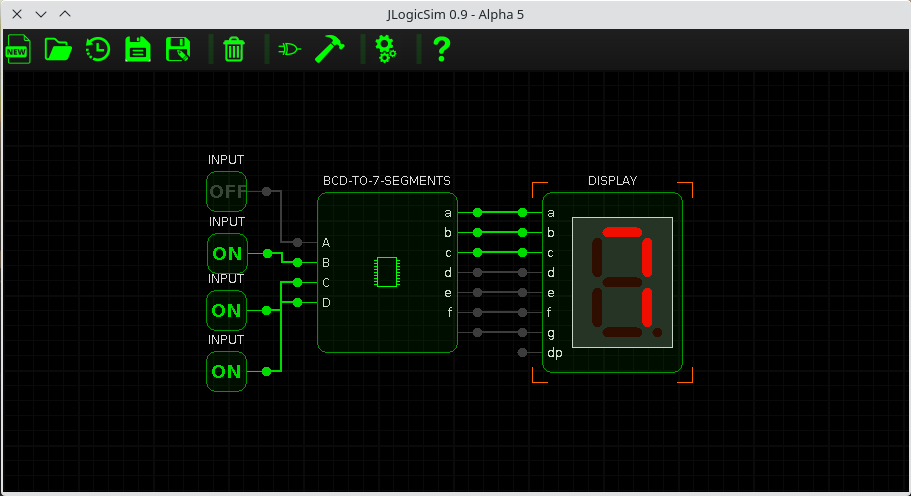 JLogicSim 0.9 - Alpha 5
NEW
?
INPUT
OFF
INPUT
ON
INPUT
ON
INPUT
ON
BCD-TO-7-SEGMENTS
A
B
C
D
a
b
c
d
e
f
DISPLAY
a
b
c
d
e
f
g
dp
7